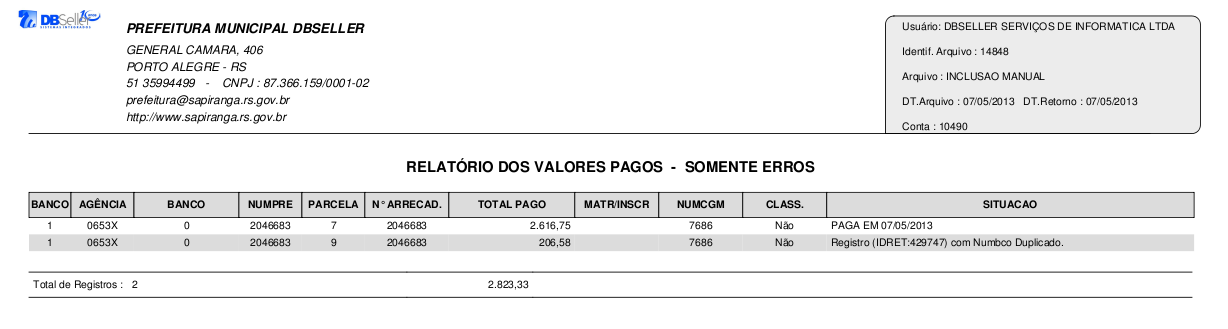 DBSeller
SISTEMAS INTEGRADOS
PREFEITURA MUNICIPAL DBSELLER
GENERAL CAMARA, 406
PORTO ALEGRE - RS
51 35994499 - CNPJ : 87.366.159/0001-02
prefeitura@sapiranga.rs.gov.br
http://www.sapiranga.rs.gov.br
Usuário: DBSELLER SERVIÇOS DE INFORMATICA LTDA
Identif. Arquivo : 14848
Arquivo : INCLUSAO MANUAL
DT.Arquivo : 07/05/2013 DT.Retorno : 07/05/2013
Conta : 10490
RELATÓRIO DOS VALORES PAGOS - SOMENTE ERROS
BANCO AGÊNCIA BANCO NUMPRE PARCELA N° ARRECAD. TOTAL PAGO MATR/INSCR NUMCGM CLASS. SITUACAO
1 0653X 0 2046683 7 2046683 2.616,75 7686 Não PAGA EM 07/05/2013
1 0653X 0 2046683 9 2046683 206,58 7686 Não Registro (IDRET:429747) com Numbco Duplicado.
Total de Registros : 2 2.823,33